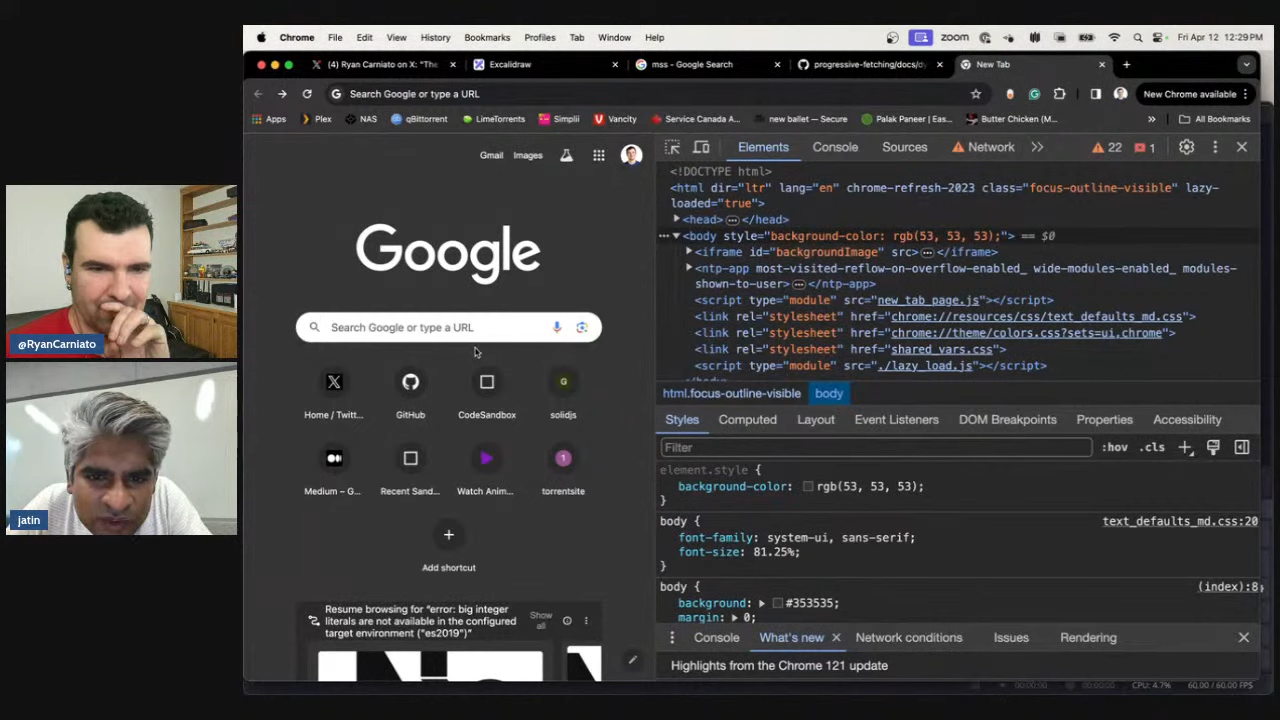 Chrome File Edit View History Bookmarks Profiles Tab Window Help zoom Fri Apr 12 12:29 PM
(4) Ryan Carniato on X: "The Excalidraw mss - Google Search progressive-fetching/docs/dy New Tab
Search Google or type a URL New Chrome available
Apps Plex NAS qBittorrent LimeTorrents Simplii Vancity Service Canada A... new ballet — Secure Palak Paneer | Eas... Butter Chicken (M... » All Bookmarks
Gmail Images
Google
Search Google or type a URL
Home / Twitt... GitHub CodeSandbox solidjs
Medium – G... Recent Sand... Watch Anim... torrentsite
Add shortcut
Resume browsing for "error: big integer
literals are not available in the configured
target environment ("es2019")"
Show
all
Elements Console Sources Network 22 1
<!DOCTYPE html>
<html dir="ltr" lang="en" chrome-refresh-2023 class="focus-outline-visible" lazy-
loaded="true">
<head> … </head>
<body style="background-color: rgb(53, 53, 53);"> == $0
<iframe id="backgroundImage" src> … </iframe>
<ntp-app most-visited-reflow-on-overflow-enabled_ wide-modules-enabled_ modules-
shown-to-user> … </ntp-app>
<script type="module" src="new_tab_page.js"></script>
<link rel="stylesheet" href="chrome://resources/css/text_defaults_md.css">
<link rel="stylesheet" href="chrome://theme/colors.css?sets=ui,chrome">
<link rel="stylesheet" href="shared_vars.css">
<script type="module" src="./lazy_load.js"></script>
html.focus-outline-visible body
Styles Computed Layout Event Listeners DOM Breakpoints Properties Accessibility
Filter :hov .cls
element.style {
background-color: rgb(53, 53, 53);
}
body { text_defaults_md.css:20
font-family: system-ui, sans-serif;
font-size: 81.25%;
}
body { (index):8
background: #353535;
margin: 0;
Console What's new Network conditions Issues Rendering
Highlights from the Chrome 121 update
CPU: 4.7% 60.00 / 60.00 FPS
@RyanCarniato
jatin